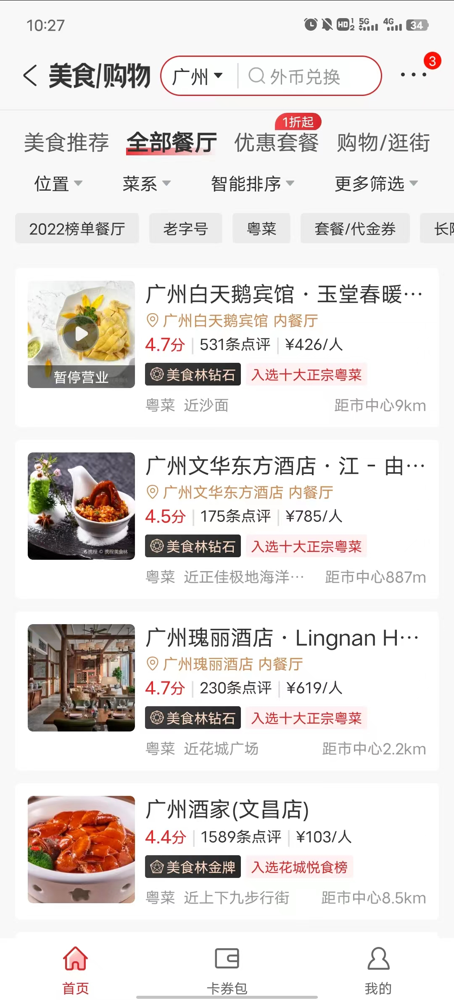 10:27
HD 1 2 5G 4G 34
美食/购物 广州 外币兑换 3
1折起
美食推荐 全部餐厅 优惠套餐 购物/逛街
位置 菜系 智能排序 更多筛选
2022榜单餐厅 老字号 粤菜 套餐/代金券 长
广州白天鹅宾馆 · 玉堂春暖…
广州白天鹅宾馆 内餐厅
4.7分 531条点评 ¥426/人
暂停营业
美食林钻石 入选十大正宗粤菜
粤菜 近沙面 距市中心9km
广州文华东方酒店 · 江 - 由…
广州文华东方酒店 内餐厅
4.5分 175条点评 ¥785/人
美食林钻石 入选十大正宗粤菜
携程 © 携程美食林
粤菜 近正佳极地海洋… 距市中心887m
广州瑰丽酒店 · Lingnan H…
广州瑰丽酒店 内餐厅
4.7分 230条点评 ¥619/人
美食林钻石 入选十大正宗粤菜
粤菜 近花城广场 距市中心2.2km
广州酒家(文昌店)
4.4分 1589条点评 ¥103/人
美食林金牌 入选花城悦食榜
粤菜 近上下九步行街 距市中心8.5km
首页 卡券包 我的